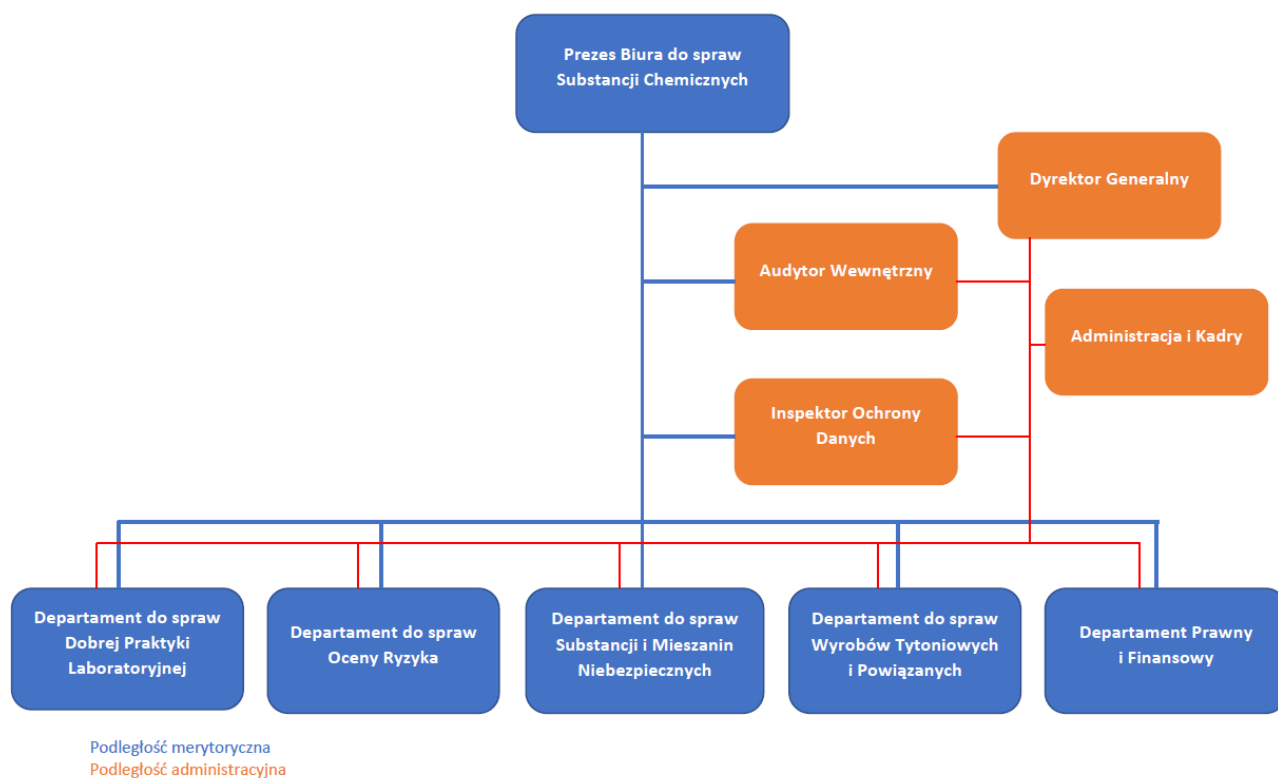 Prezes Biura do spraw
Substancji Chemicznych
Dyrektor Generalny
Audytor Wewnętrzny
Administracja i Kadry
Inspektor Ochrony
Danych
Departament do spraw
Dobrej Praktyki
Laboratoryjnej
Departament do spraw
Oceny Ryzyka
Departament do spraw
Substancji i Mieszanin
Niebezpiecznych
Departament do spraw
Wyrobów Tytoniowych
i Powiązanych
Departament Prawny
i Finansowy
Podległość merytoryczna
Podległość administracyjna